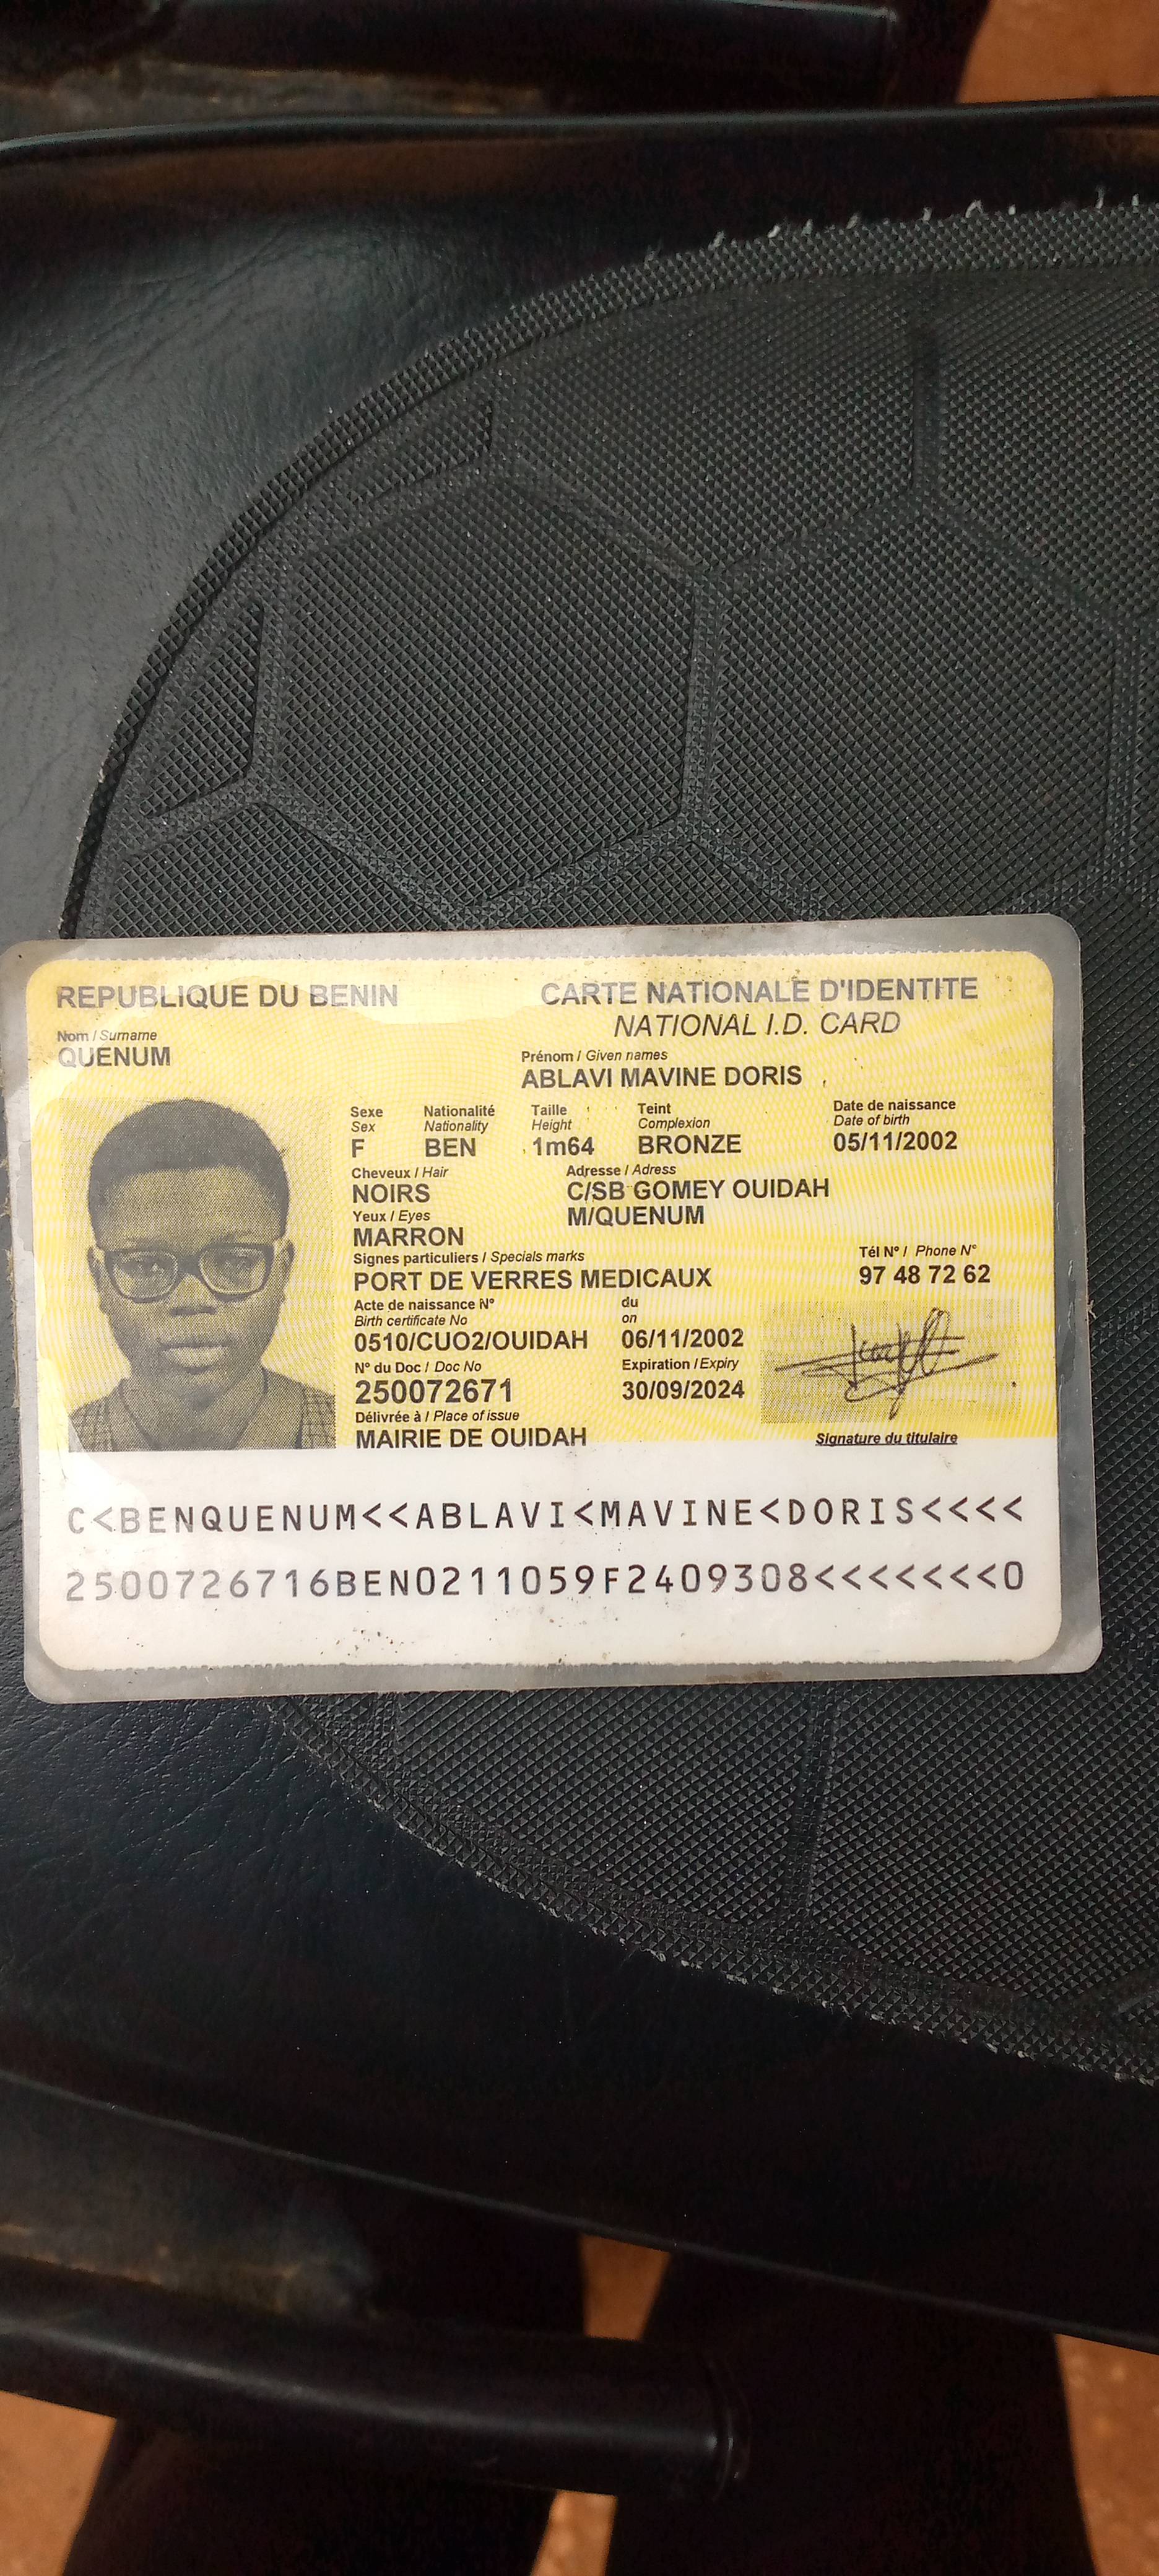 REPUBLIQUE DU BENIN
CARTE NATIONALE D'IDENTITE
NATIONAL I.D. CARD
Nom / Surname
QUENUM
Prénom / Given names
ABLAVI MAVINE DORIS
Sexe Nationalité Taille Teint Date de naissance
Sex Nationality Height Complexion Date of birth
F BEN 1m64 BRONZE 05/11/2002
Cheveux / Hair Adresse / Adress
NOIRS C/SB GOMEY OUIDAH
Yeux / Eyes M/QUENUM
MARRON
Signes particuliers / Specials marks Tél N° / Phone N°
PORT DE VERRES MEDICAUX 97 48 72 62
Acte de naissance N° du
Birth certificate No on
0510/CUO2/OUIDAH 06/11/2002
N° du Doc / Doc No Expiration / Expiry
250072671 30/09/2024
Délivrée à / Place of issue
MAIRIE DE OUIDAH Signature du titulaire
C<BENQUENUM<<ABLAVI<MAVINE<DORIS<<<<
2500726716BEN0211059F2409308<<<<<<<0